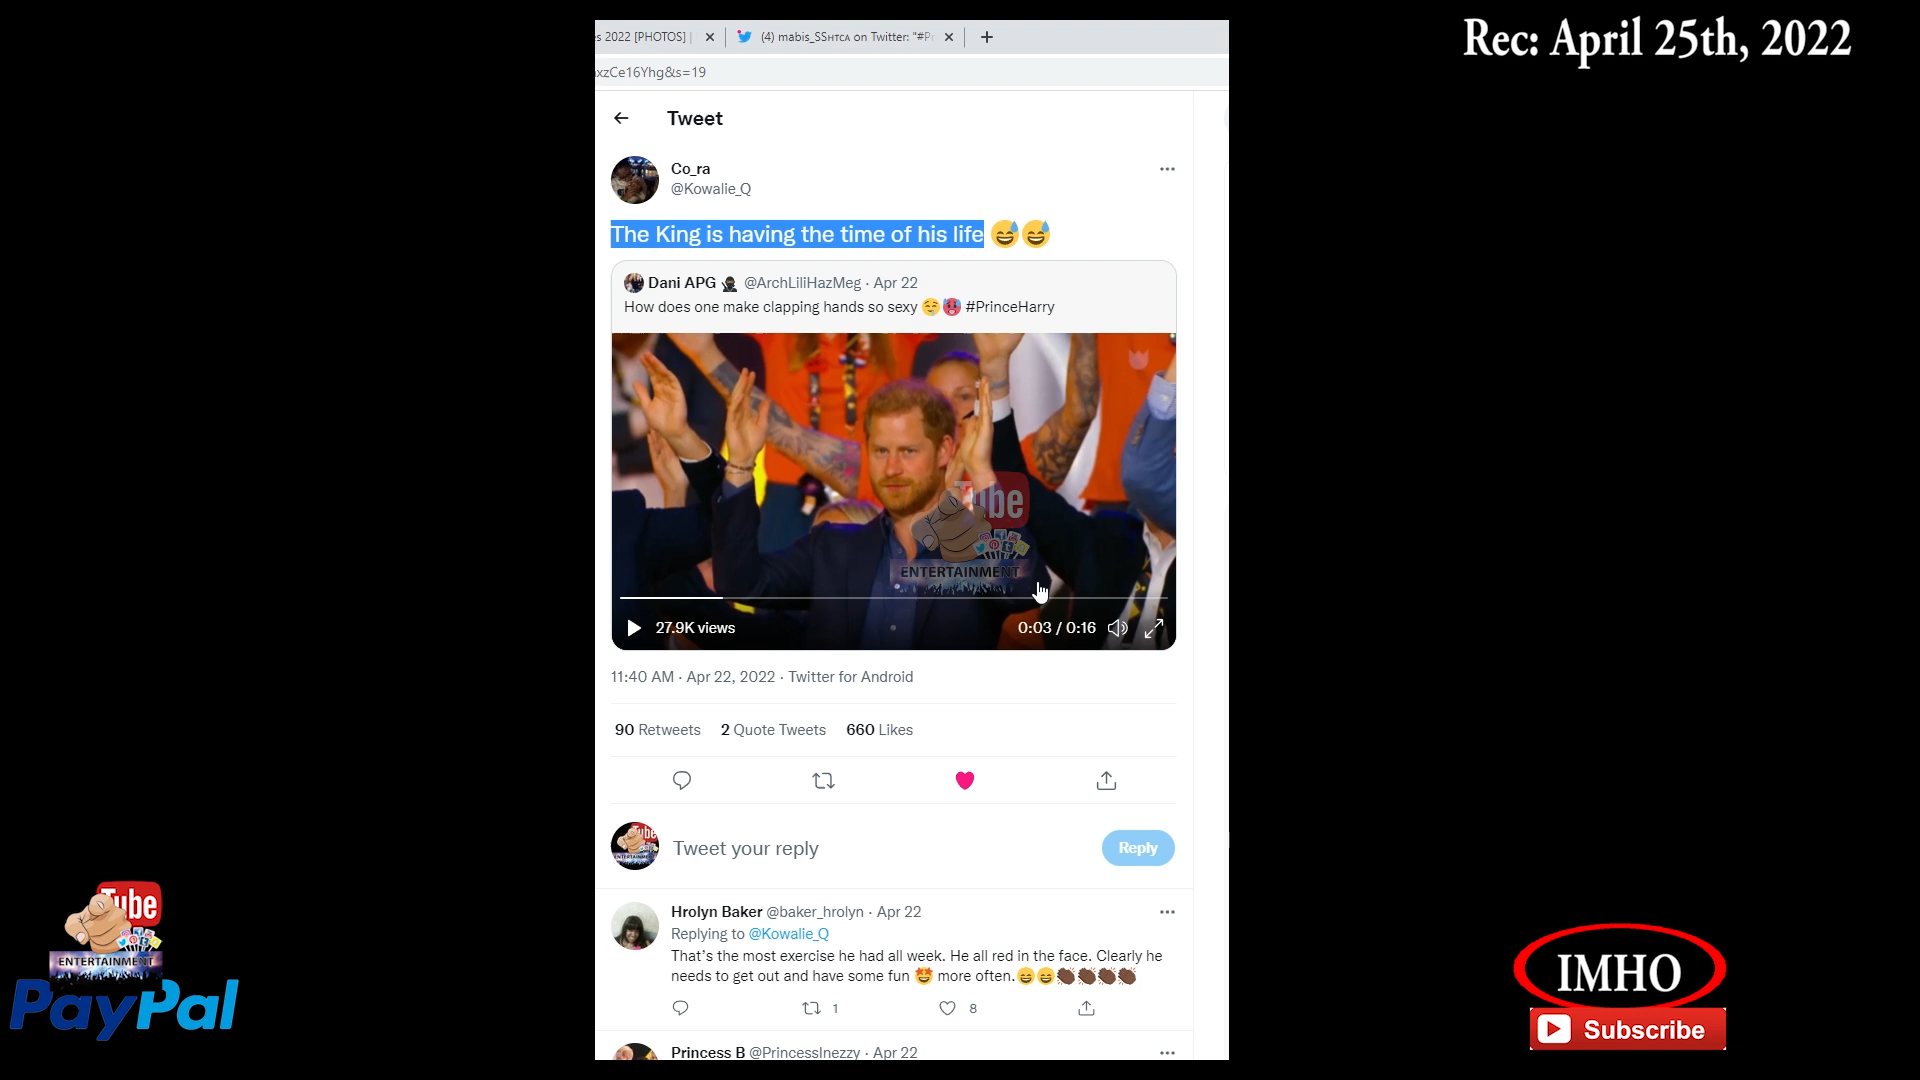 Rec: April 25th, 2022
s 2022 [PHOTOS] |
(4) mabis_SSHTCA on Twitter: "#Pr
xzCe16Yhg&s=19
Tweet
Co_ra
@Kowalie_Q
The King is having the time of his life 😅😅
Dani APG 🥷 @ArchLiliHazMeg · Apr 22
How does one make clapping hands so sexy ☺️🥵 #PrinceHarry
Tube
ENTERTAINMENT
27.9K views
0:03 / 0:16
11:40 AM · Apr 22, 2022 · Twitter for Android
90 Retweets 2 Quote Tweets 660 Likes
Tweet your reply
Reply
Hrolyn Baker @baker_hrolyn · Apr 22
Replying to @Kowalie_Q
That's the most exercise he had all week. He all red in the face. Clearly he
needs to get out and have some fun 🤩 more often.😄😄👏🏿👏🏿👏🏿👏🏿
1
8
Princess B @PrincessInezzy · Apr 22
Tube
ENTERTAINMENT
PayPal
IMHO
Subscribe